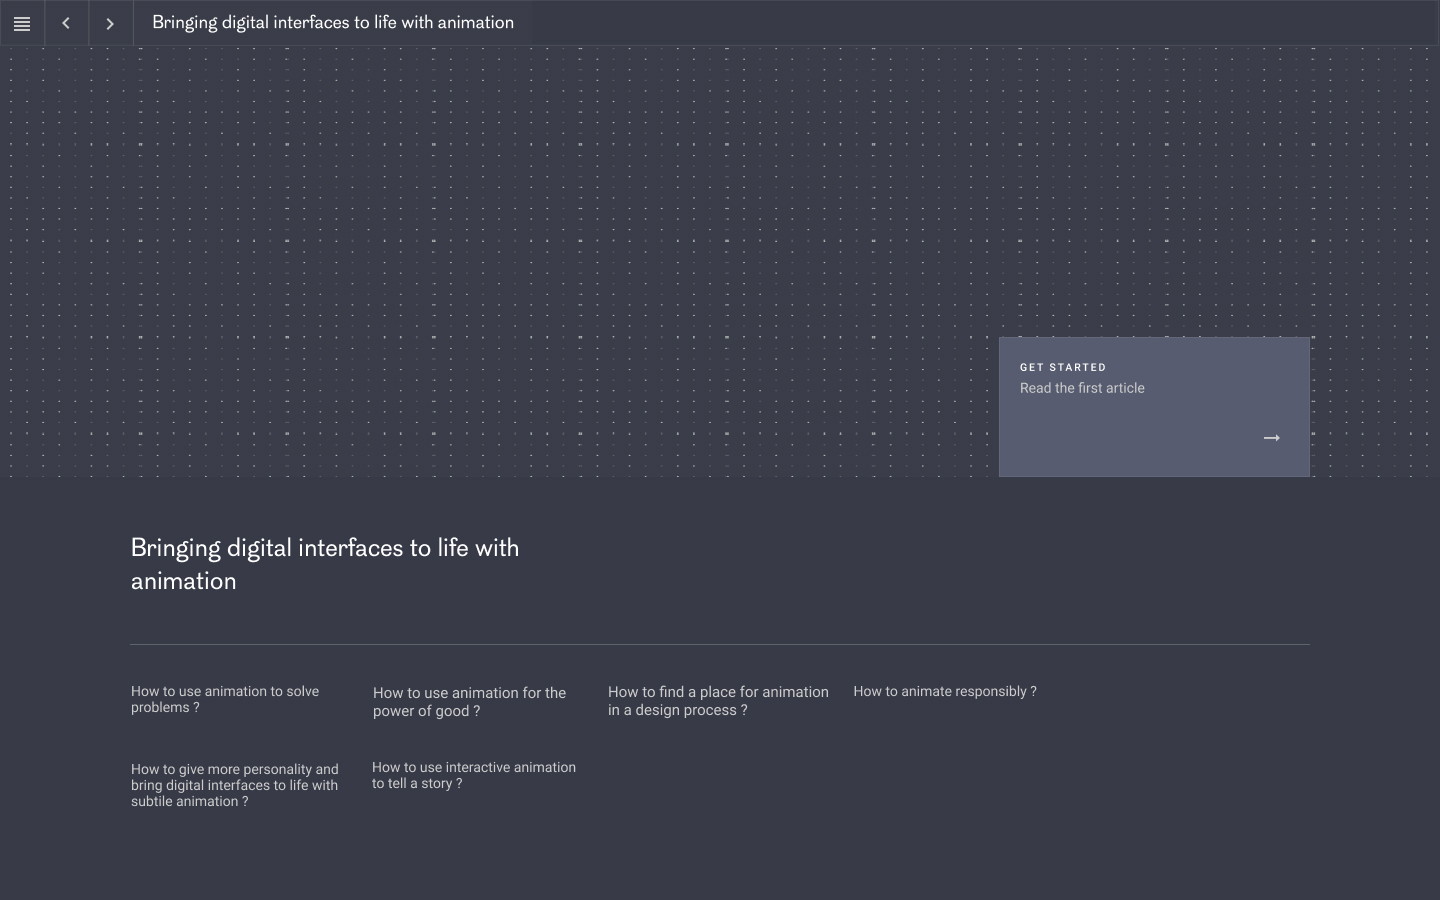 Bringing digital interfaces to life with animation
GET STARTED
Read the first article
Bringing digital interfaces to life with
animation
How to use animation to solve
problems ?
How to use animation for the
power of good ?
How to find a place for animation
in a design process ?
How to animate responsibly ?
How to give more personality and
bring digital interfaces to life with
subtile animation ?
How to use interactive animation
to tell a story ?